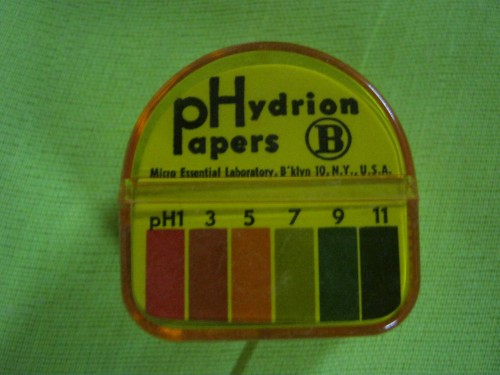 pHydrion
Papers B
Micro Essential Laboratory, B'klyn 10, N.Y., U.S.A.
pH1 3 5 7 9 11